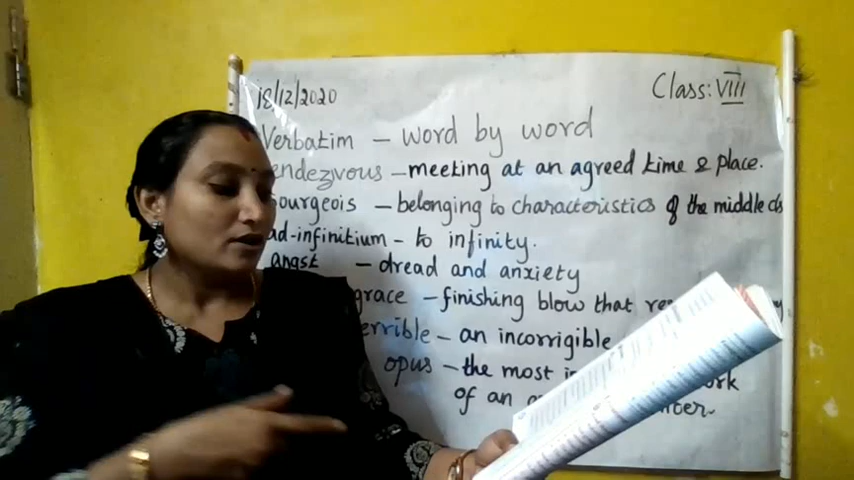 18/12/2020 Class: VIII
Verbatim - word by word
endezvous - meeting at an agreed time & place.
ourgeois - belonging to characteristics of the middle cls
ad-infinitium - to infinity.
angst - dread and anxiety
grace - finishing blow that
errible - an incorrigible
opus - the most
of an